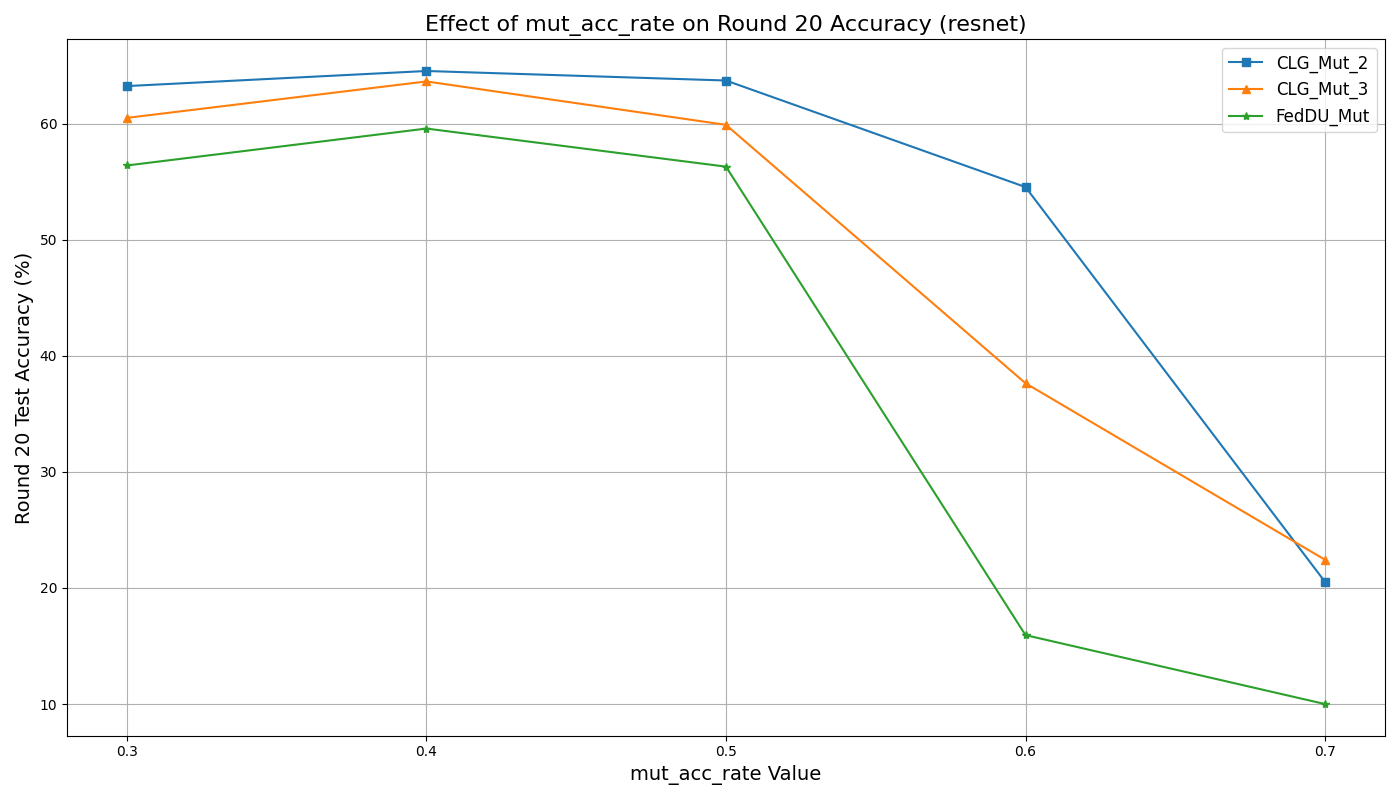 Effect of mut_acc_rate on Round 20 Accuracy (resnet)
CLG_Mut_2
CLG_Mut_3
FedDU_Mut
Round 20 Test Accuracy (%)
60
50
40
30
20
10
0.3 0.4 0.5 0.6 0.7
mut_acc_rate Value